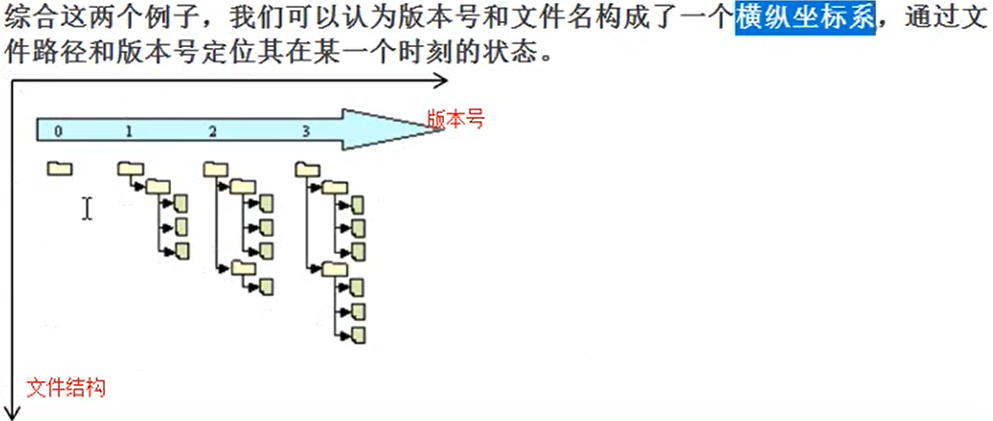 综合这两个例子，我们可以认为版本号和文件名构成了一个横纵坐标系，通过文
件路径和版本号定位其在某一个时刻的状态。
版本号
0 1 2 3
文件结构